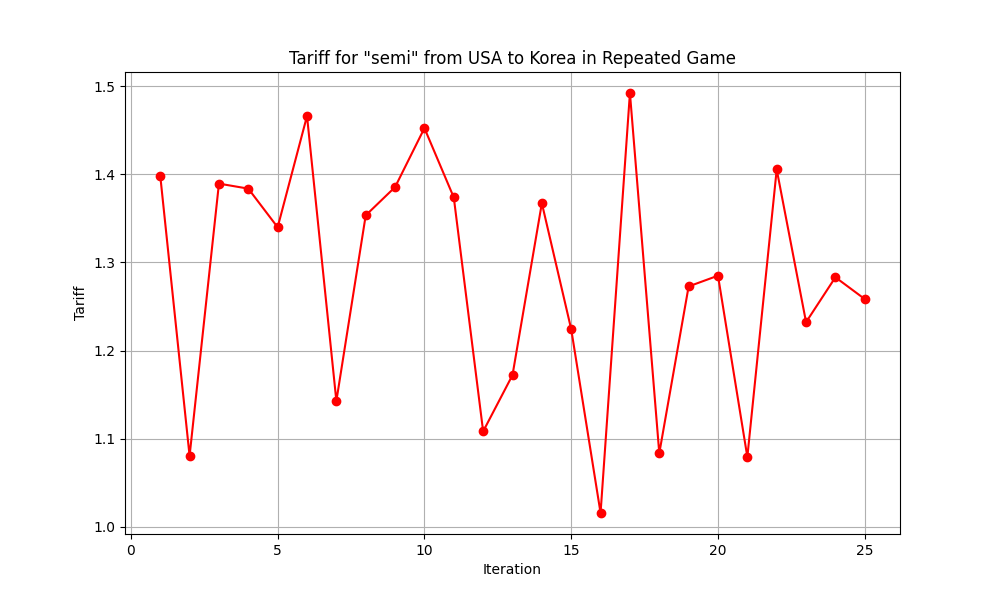 Tariff for "semi" from USA to Korea in Repeated Game
1.5
1.4
1.3
1.2
1.1
1.0
Tariff
0 5 10 15 20 25
Iteration